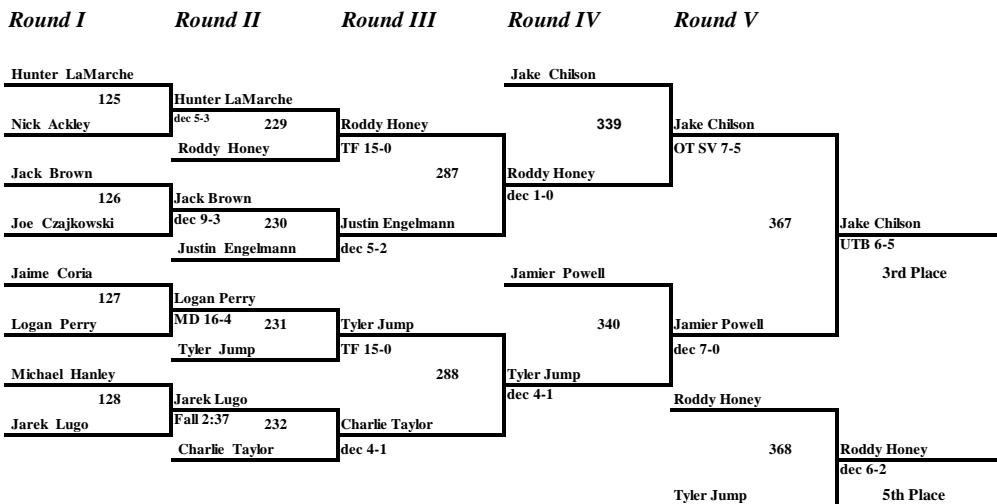 Round I Round II Round III Round IV Round V
Hunter LaMarche
125
Nick Ackley
Jack Brown
126
Joe Czajkowski
Jaime Coria
127
Logan Perry
Michael Hanley
128
Jarek Lugo
Hunter LaMarche
dec 5-3
229
Roddy Honey
Jack Brown
dec 9-3
230
Justin Engelmann
Logan Perry
MD 16-4
231
Tyler Jump
Jarek Lugo
Fall 2:37
232
Charlie Taylor
Roddy Honey
TF 15-0
287
Justin Engelmann
dec 5-2
Tyler Jump
TF 15-0
288
Charlie Taylor
dec 4-1
Jake Chilson
339
Roddy Honey
dec 1-0
Jamier Powell
340
Tyler Jump
dec 4-1
Jake Chilson
OT SV 7-5
367
Jamier Powell
dec 7-0
Roddy Honey
368
Tyler Jump
Jake Chilson
UTB 6-5
3rd Place
Roddy Honey
dec 6-2
5th Place